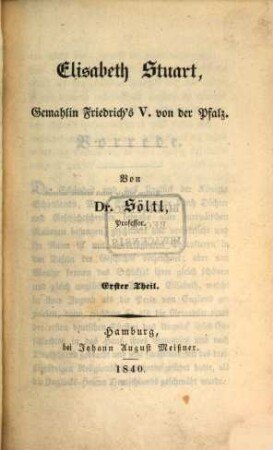 Elisabeth Stuart,
Gemahlin Friedrich's V. von der Pfalz.
Von
Dr. Söltl,
Professor.
Erster Theil.
Hamburg,
bei Johann August Meißner.
1840.